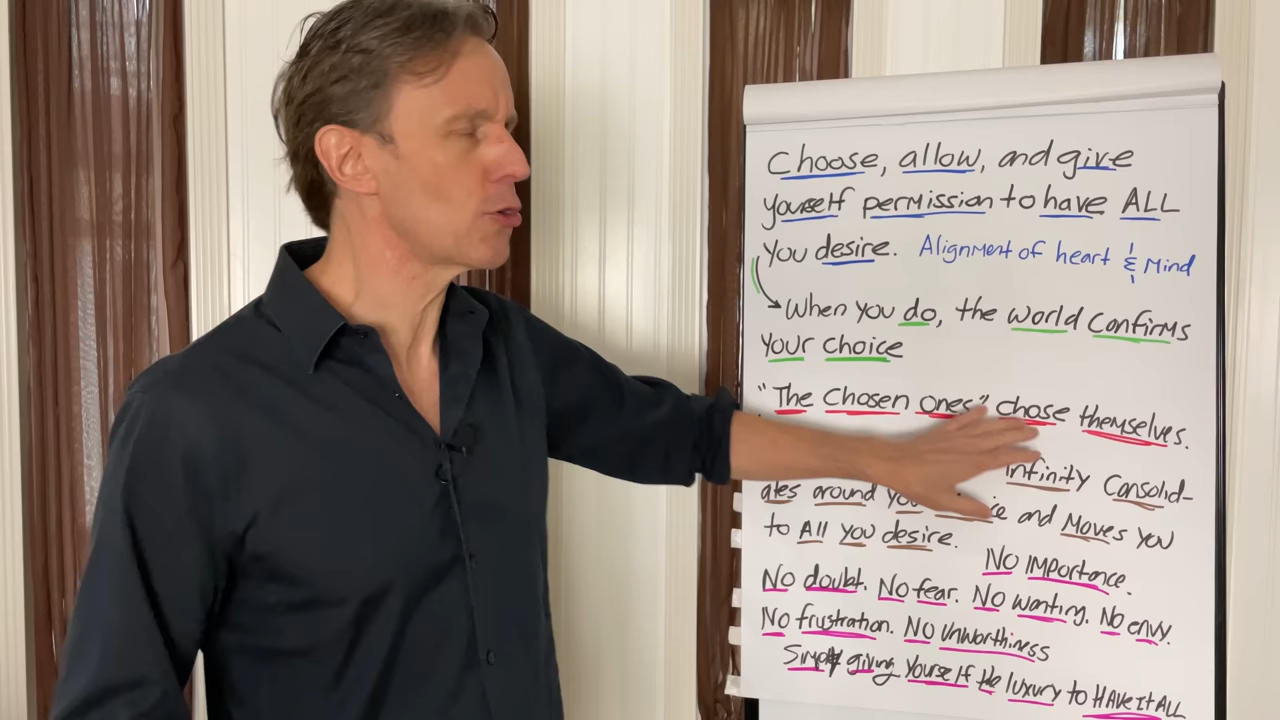 Choose, allow, and give
yourself permission to have ALL
you desire. Alignment of heart & Mind
When you do, the world confirms
your choice
"The Chosen ones" chose themselves.
infinity Consolid-
ates around and Moves you
to All you desire.
No importance.
No doubt. No fear. No wanting. No envy.
No frustration. No Unworthiness
Simply giving yourself the luxury to HAVE it ALL